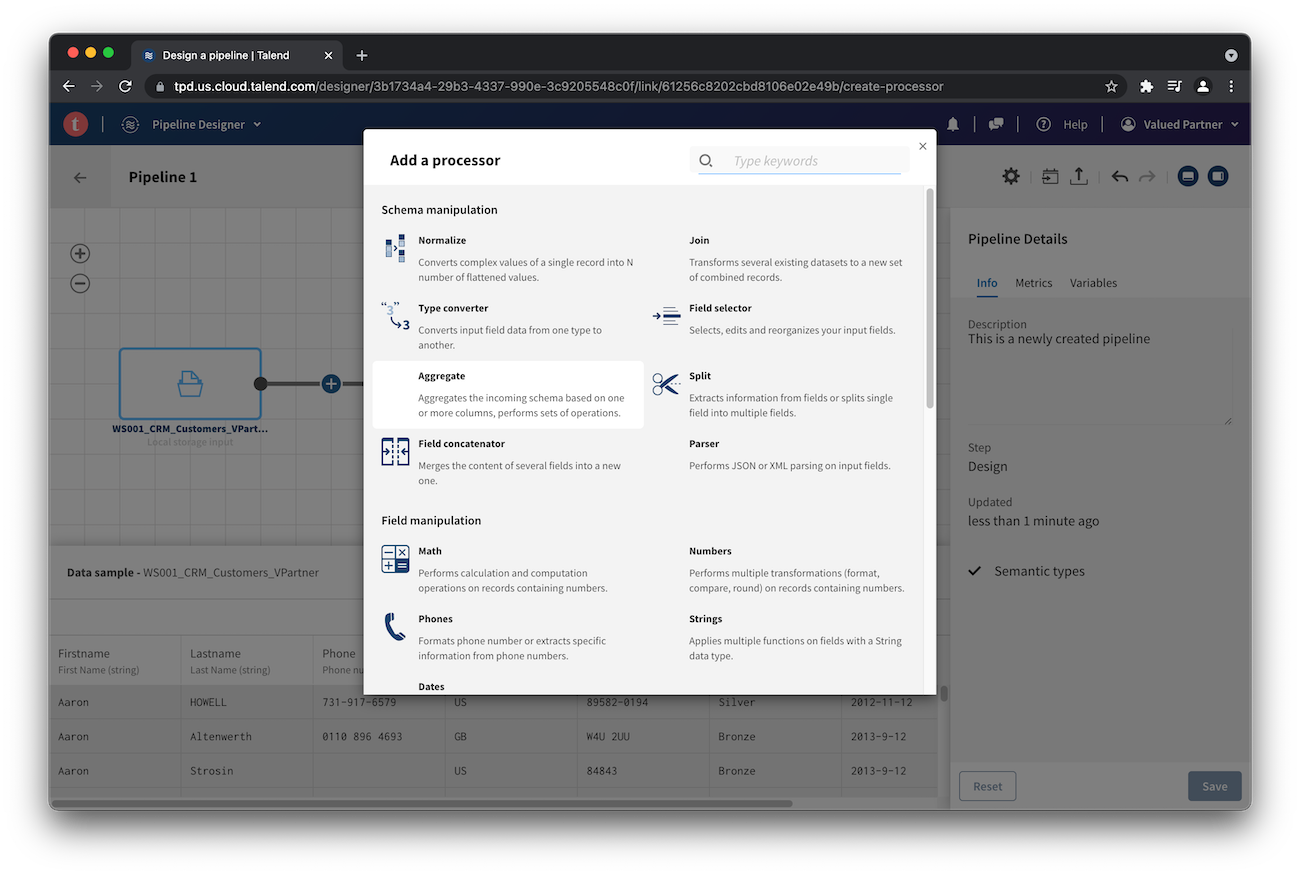 Design a pipeline | Talend
tpd.us.cloud.talend.com/designer/3b1734a4-29b3-4337-990e-3c9205548c0f/link/61256c8202cbd8106e02e49b/create-processor
t
Pipeline Designer
Help
Valued Partner
Pipeline 1
Add a processor
Type keywords
Schema manipulation
Normalize
Converts complex values of a single record into N
number of flattened values.
Join
Transforms several existing datasets to a new set
of combined records.
"3"
3
Type converter
Converts input field data from one type to
another.
Field selector
Selects, edits and reorganizes your input fields.
Aggregate
Aggregates the incoming schema based on one
or more columns, performs sets of operations.
Split
Extracts information from fields or splits single
field into multiple fields.
Field concatenator
Merges the content of several fields into a new
one.
Parser
Performs JSON or XML parsing on input fields.
Field manipulation
Math
Performs calculation and computation
operations on records containing numbers.
Numbers
Performs multiple transformations (format,
compare, round) on records containing numbers.
Phones
Formats phone number or extracts specific
information from phone numbers.
Strings
Applies multiple functions on fields with a String
data type.
Dates
WS001_CRM_Customers_VPart...
Local storage input
Pipeline Details
Info Metrics Variables
Description
This is a newly created pipeline
Step
Design
Updated
less than 1 minute ago
Semantic types
Reset
Save
Data sample - WS001_CRM_Customers_VPartner
Firstname Lastname Phone
First Name (string) Last Name (string) Phone nu
Aaron HOWELL 731-917-6579 US 89582-0194 Silver 2012-11-12
Aaron Altenwerth 0110 896 4693 GB W4U 2UU Bronze 2013-9-12
Aaron Strosin US 84843 Bronze 2013-9-12